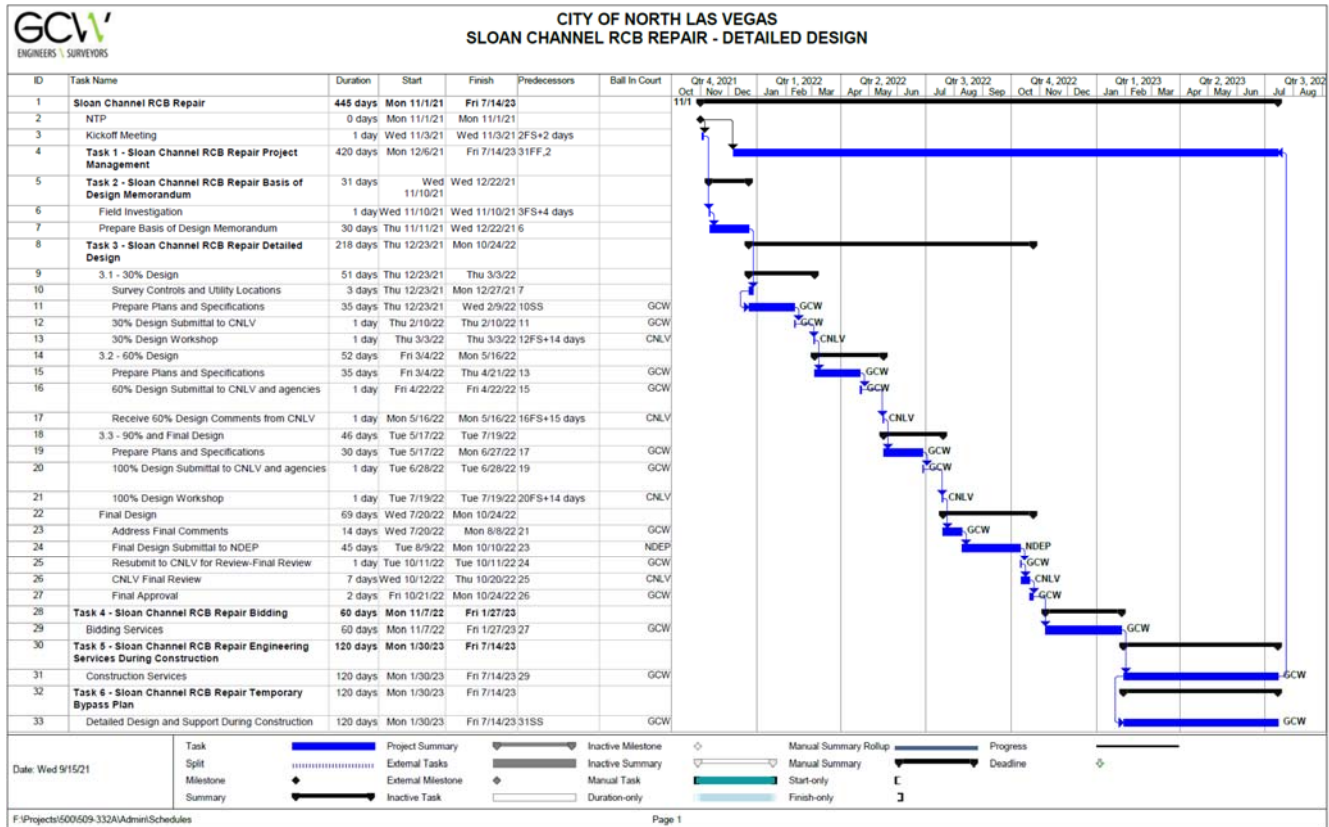 GCW
ENGINEERS \ SURVEYORS
CITY OF NORTH LAS VEGAS
SLOAN CHANNEL RCB REPAIR - DETAILED DESIGN
ID Task Name Duration Start Finish Predecessors Ball In Court Qtr 4, 2021 Qtr 1, 2022 Qtr 2, 2022 Qtr 3, 2022 Qtr 4, 2022 Qtr 1, 2023 Qtr 2, 2023 Qtr 3, 202
Oct Nov Dec Jan Feb Mar Apr May Jun Jul Aug Sep Oct Nov Dec Jan Feb Mar Apr May Jun Jul Aug
1 Sloan Channel RCB Repair 445 days Mon 11/1/21 Fri 7/14/23 11/1
2 NTP 0 days Mon 11/1/21 Mon 11/1/21
3 Kickoff Meeting 1 day Wed 11/3/21 Wed 11/3/21 2FS+2 days
4 Task 1 - Sloan Channel RCB Repair Project 420 days Mon 12/6/21 Fri 7/14/23 31FF,2
Management
5 Task 2 - Sloan Channel RCB Repair Basis of 31 days Wed Wed 12/22/21
Design Memorandum 11/10/21
6 Field Investigation 1 day Wed 11/10/21 Wed 11/10/21 3FS+4 days
7 Prepare Basis of Design Memorandum 30 days Thu 11/11/21 Wed 12/22/21 6
8 Task 3 - Sloan Channel RCB Repair Detailed 218 days Thu 12/23/21 Mon 10/24/22
Design
9 3.1 - 30% Design 51 days Thu 12/23/21 Thu 3/3/22
10 Survey Controls and Utility Locations 3 days Thu 12/23/21 Mon 12/27/21 7
11 Prepare Plans and Specifications 35 days Thu 12/23/21 Wed 2/9/22 10SS GCW GCW
12 30% Design Submittal to CNLV 1 day Thu 2/10/22 Thu 2/10/22 11 GCW GCW
13 30% Design Workshop 1 day Thu 3/3/22 Thu 3/3/22 12FS+14 days CNLV CNLV
14 3.2 - 60% Design 52 days Fri 3/4/22 Mon 5/16/22
15 Prepare Plans and Specifications 35 days Fri 3/4/22 Thu 4/21/22 13 GCW GCW
16 60% Design Submittal to CNLV and agencies 1 day Fri 4/22/22 Fri 4/22/22 15 GCW GCW
17 Receive 60% Design Comments from CNLV 1 day Mon 5/16/22 Mon 5/16/22 16FS+15 days CNLV CNLV
18 3.3 - 90% and Final Design 46 days Tue 5/17/22 Tue 7/19/22
19 Prepare Plans and Specifications 30 days Tue 5/17/22 Mon 6/27/22 17 GCW GCW
20 100% Design Submittal to CNLV and agencies 1 day Tue 6/28/22 Tue 6/28/22 19 GCW GCW
21 100% Design Workshop 1 day Tue 7/19/22 Tue 7/19/22 20FS+14 days CNLV CNLV
22 Final Design 69 days Wed 7/20/22 Mon 10/24/22
23 Address Final Comments 14 days Wed 7/20/22 Mon 8/8/22 21 GCW GCW
24 Final Design Submittal to NDEP 45 days Tue 8/9/22 Mon 10/10/22 23 NDEP NDEP
25 Resubmit to CNLV for Review-Final Review 1 day Tue 10/11/22 Tue 10/11/22 24 GCW GCW
26 CNLV Final Review 7 days Wed 10/12/22 Thu 10/20/22 25 CNLV CNLV
27 Final Approval 2 days Fri 10/21/22 Mon 10/24/22 26 GCW GCW
28 Task 4 - Sloan Channel RCB Repair Bidding 60 days Mon 11/7/22 Fri 1/27/23
29 Bidding Services 60 days Mon 11/7/22 Fri 1/27/23 27 GCW GCW
30 Task 5 - Sloan Channel RCB Repair Engineering 120 days Mon 1/30/23 Fri 7/14/23
Services During Construction
31 Construction Services 120 days Mon 1/30/23 Fri 7/14/23 29 GCW GCW
32 Task 6 - Sloan Channel RCB Repair Temporary 120 days Mon 1/30/23 Fri 7/14/23
Bypass Plan
33 Detailed Design and Support During Construction 120 days Mon 1/30/23 Fri 7/14/23 31SS GCW GCW
Date: Wed 9/15/21
Task Project Summary Inactive Milestone Manual Summary Rollup Progress
Split External Tasks Inactive Summary Manual Summary Deadline
Milestone External Milestone Manual Task Start-only
Summary Inactive Task Duration-only Finish-only
F:\Projects\500\509-332A\Admin\Schedules Page 1